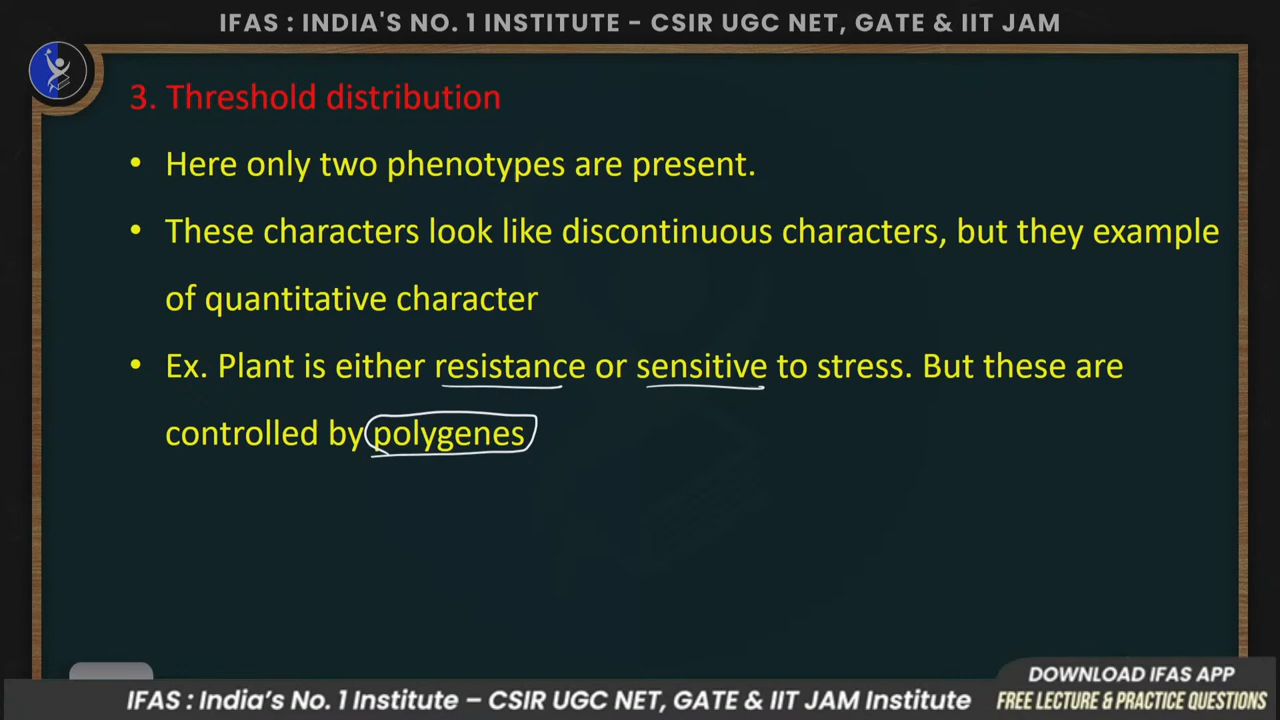 IFAS : INDIA'S NO. 1 INSTITUTE - CSIR UGC NET, GATE & IIT JAM
3. Threshold distribution
• Here only two phenotypes are present.
• These characters look like discontinuous characters, but they example
of quantitative character
• Ex. Plant is either resistance or sensitive to stress. But these are
controlled by polygenes
DOWNLOAD IFAS APP
IFAS : India's No. 1 Institute – CSIR UGC NET, GATE & IIT JAM Institute
FREE LECTURE & PRACTICE QUESTIONS